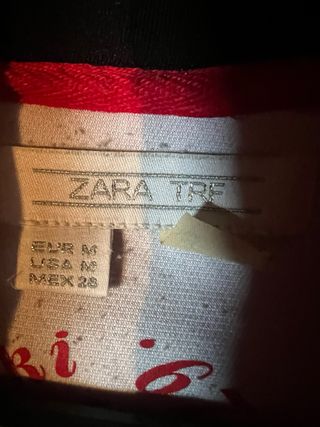 ZARA TRF
EUR M
USA M
MEX 28